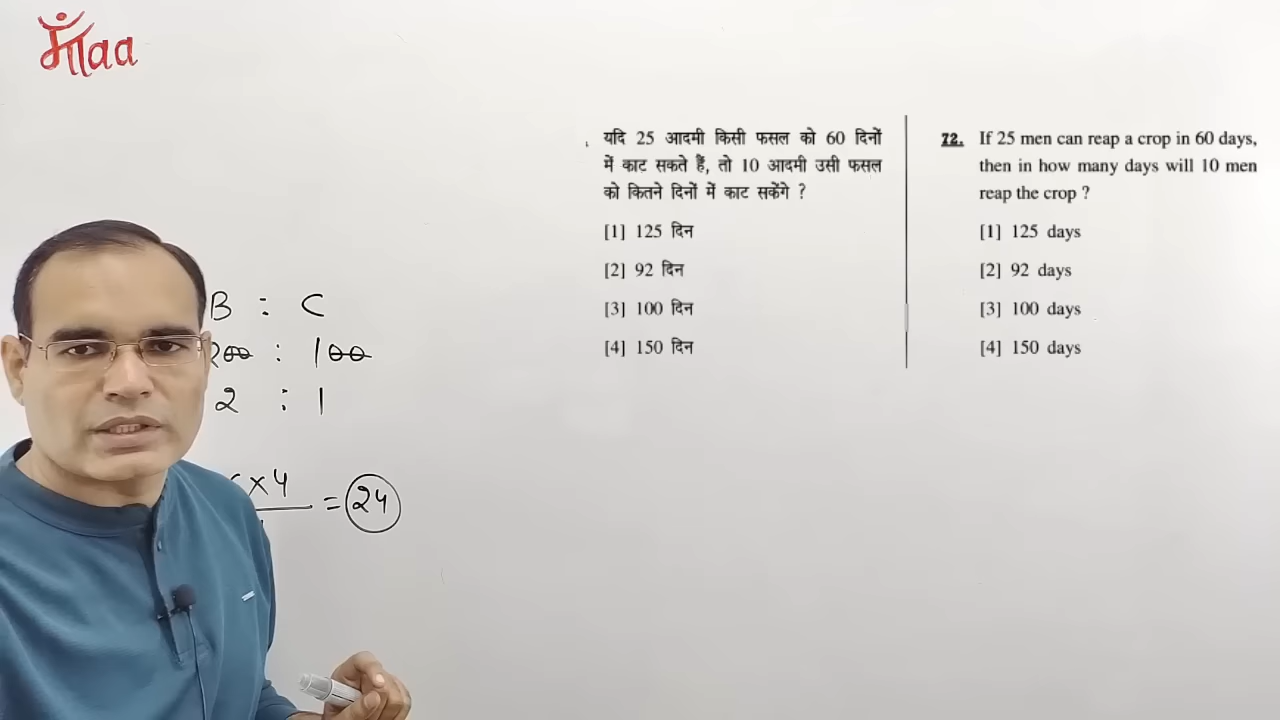 माँaa
यदि 25 आदमी किसी फसल को 60 दिनों
में काट सकते हैं, तो 10 आदमी उसी फसल
को कितने दिनों में काट सकेंगे ?
[1] 125 दिन
[2] 92 दिन
[3] 100 दिन
[4] 150 दिन
72. If 25 men can reap a crop in 60 days,
then in how many days will 10 men
reap the crop ?
[1] 125 days
[2] 92 days
[3] 100 days
[4] 150 days
B : C
200 : 100
2 : 1
× 4
= 24